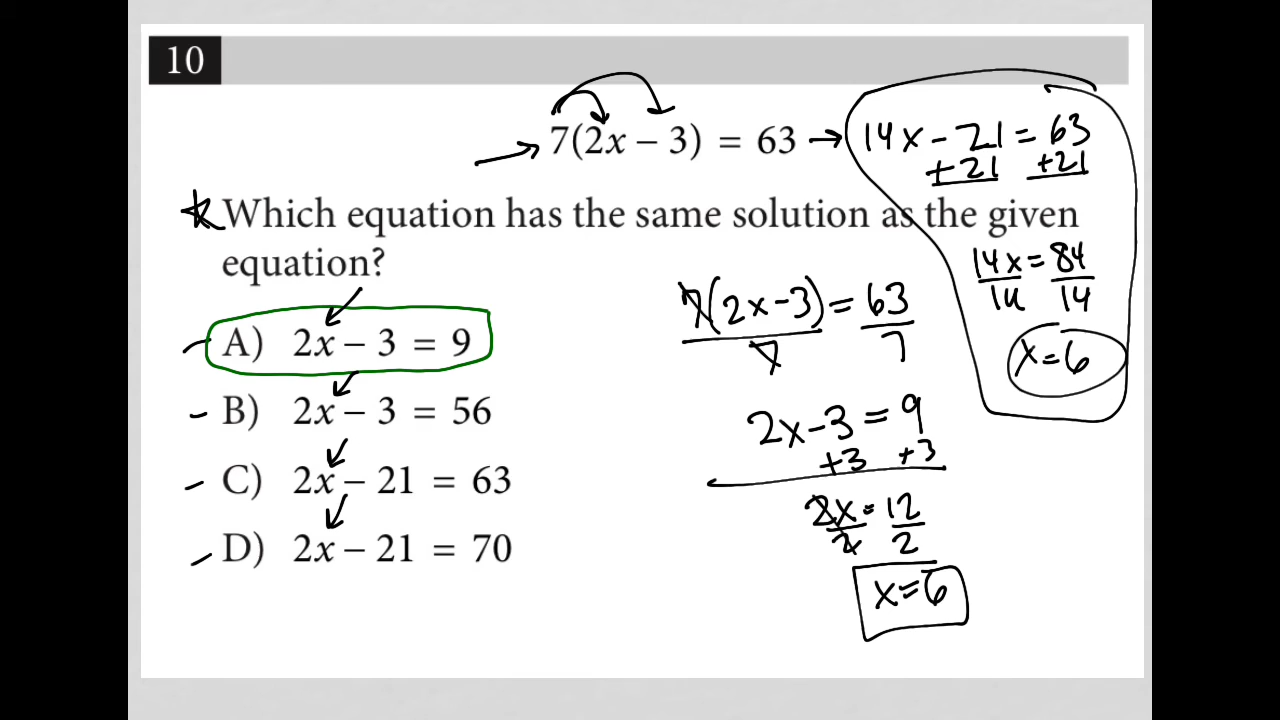 10
7(2x − 3) = 63 → 14x − 21 = 63
+21 +21
Which equation has the same solution as the given
equation?
14x = 84
14 14
x = 6
A) 2x − 3 = 9
B) 2x − 3 = 56
C) 2x − 21 = 63
D) 2x − 21 = 70
7(2x − 3) = 63
7 7
2x − 3 = 9
+3 +3
2x = 12
2 2
x = 6